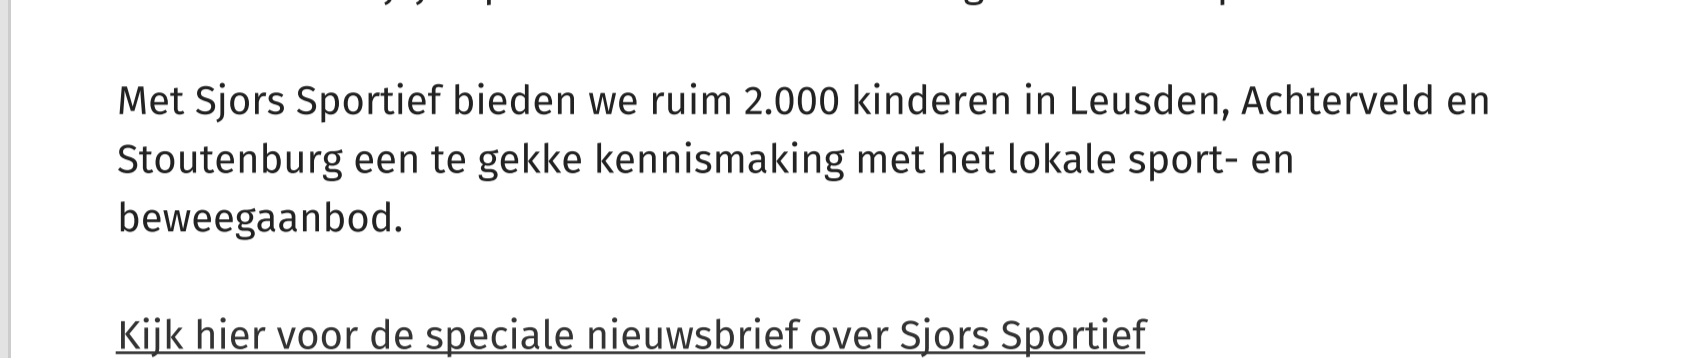 Met Sjors Sportief bieden we ruim 2.000 kinderen in Leusden, Achterveld en
Stoutenburg een te gekke kennismaking met het lokale sport- en
beweegaanbod.
Kijk hier voor de speciale nieuwsbrief over Sjors Sportief